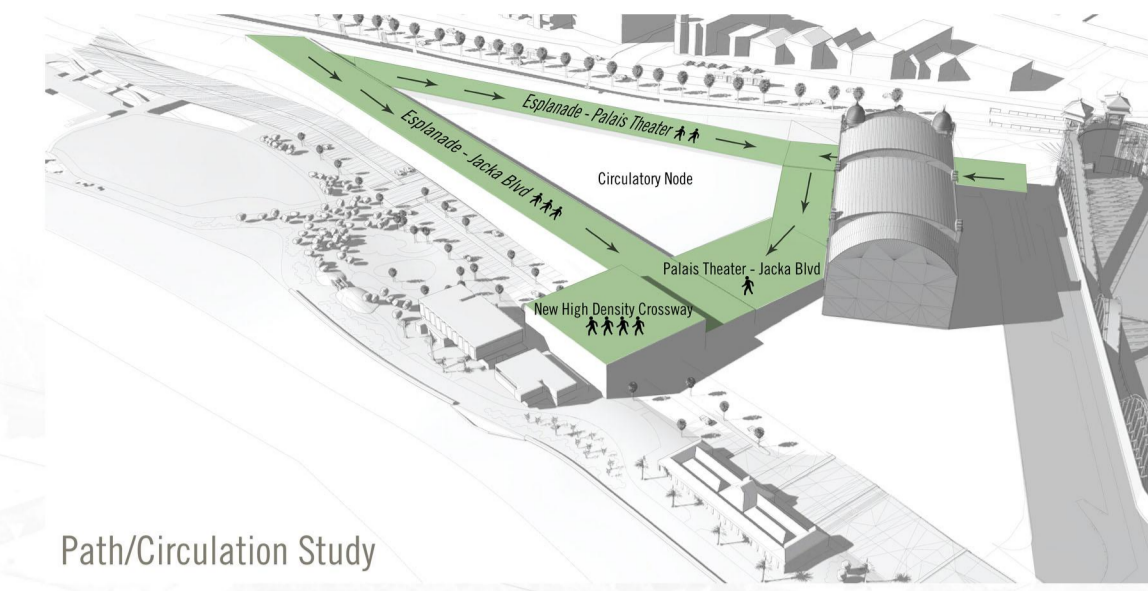 Esplanade - Palais Theater
Esplanade - Jacka Blvd
Circulatory Node
Palais Theater - Jacka Blvd
New High Density Crossway
Path/Circulation Study